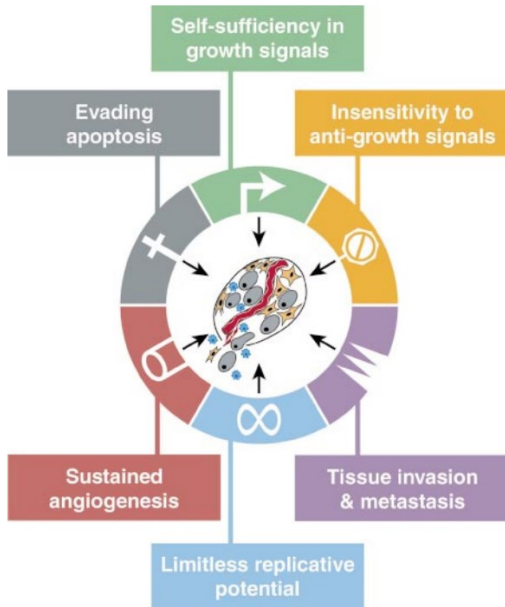 Self-sufficiency in
growth signals
Evading
apoptosis
Insensitivity to
anti-growth signals
Sustained
angiogenesis
Tissue invasion
& metastasis
Limitless replicative
potential